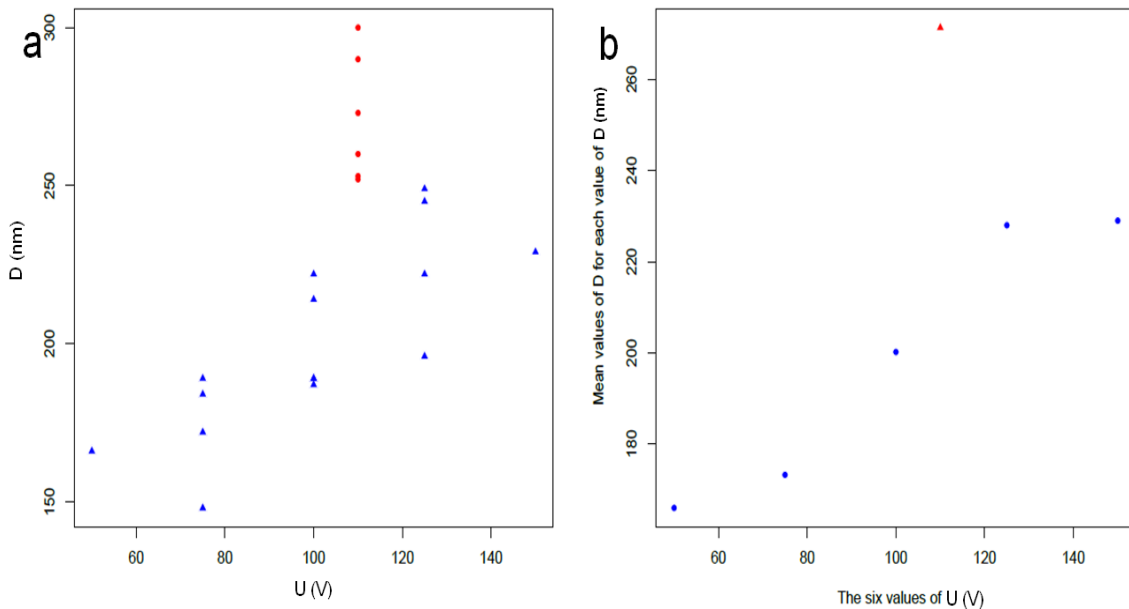 a
300
250
200
150
D (nm)
60 80 100 120 140
U (V)
b
260
240
220
200
180
Mean values of D for each value of D (nm)
60 80 100 120 140
The six values of U (V)